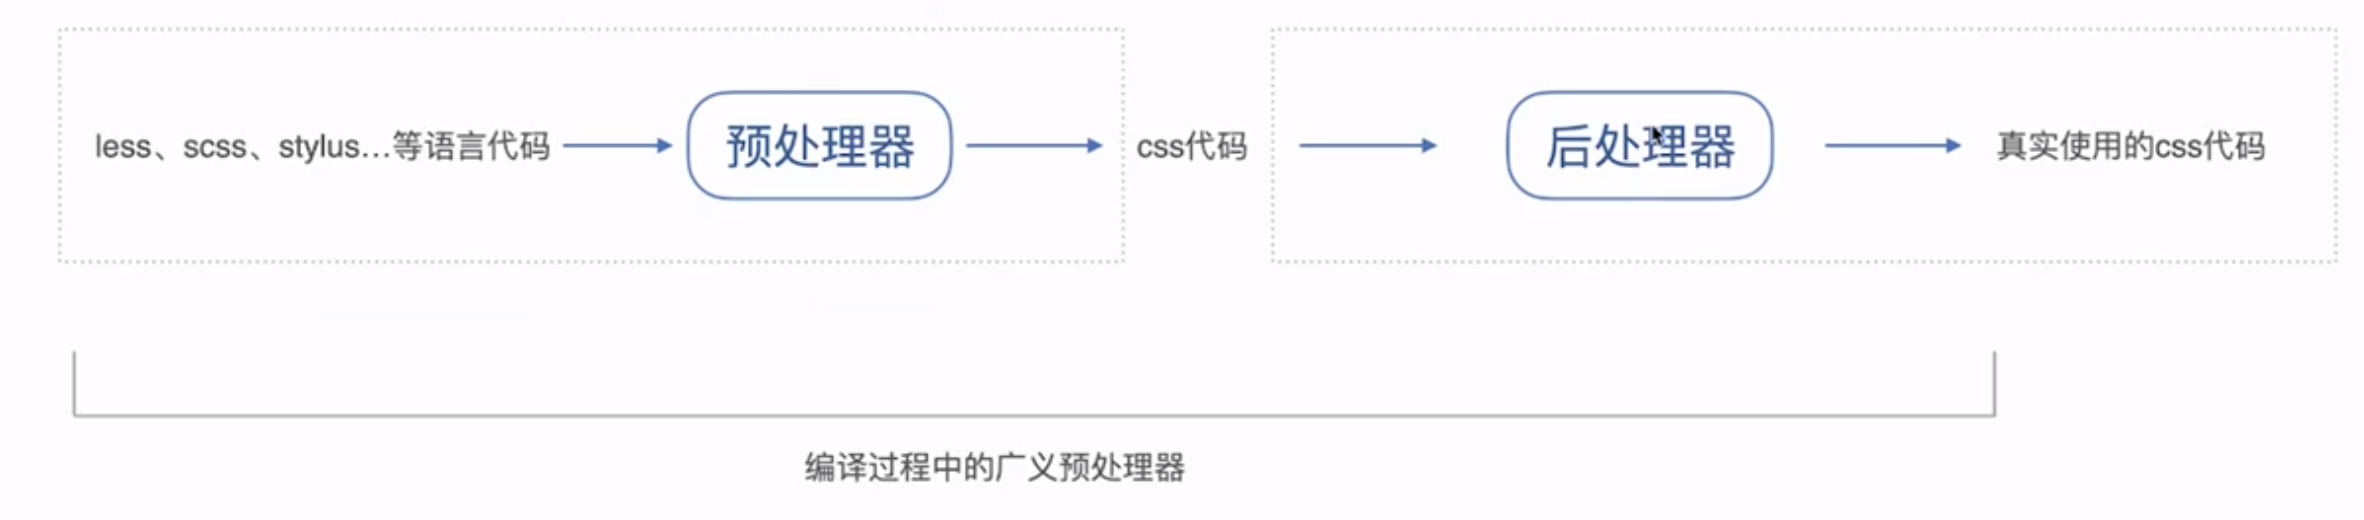 less、scss、stylus...等语言代码
预处理器
css代码
后处理器
真实使用的css代码
编译过程中的广义预处理器